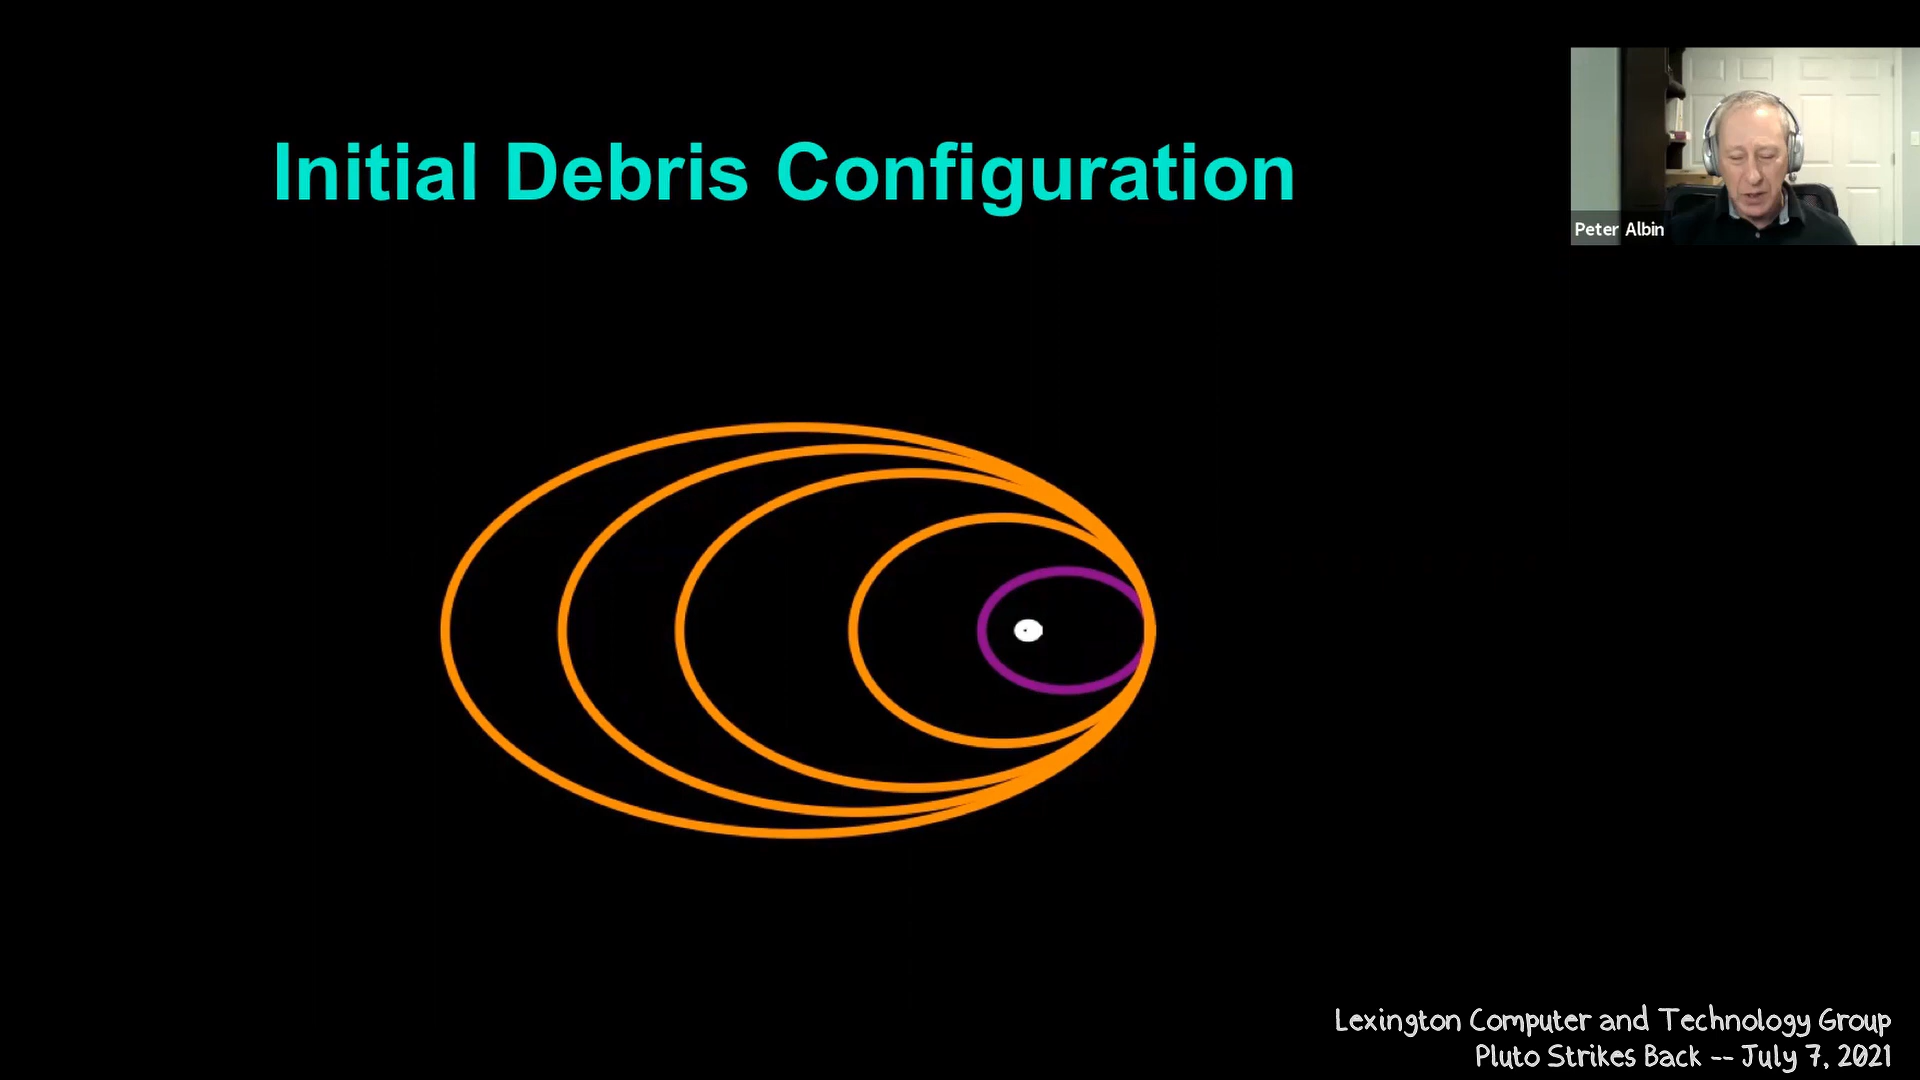 Initial Debris Configuration
Peter Albin
Lexington Computer and Technology Group
Pluto Strikes Back -- July 7, 2021